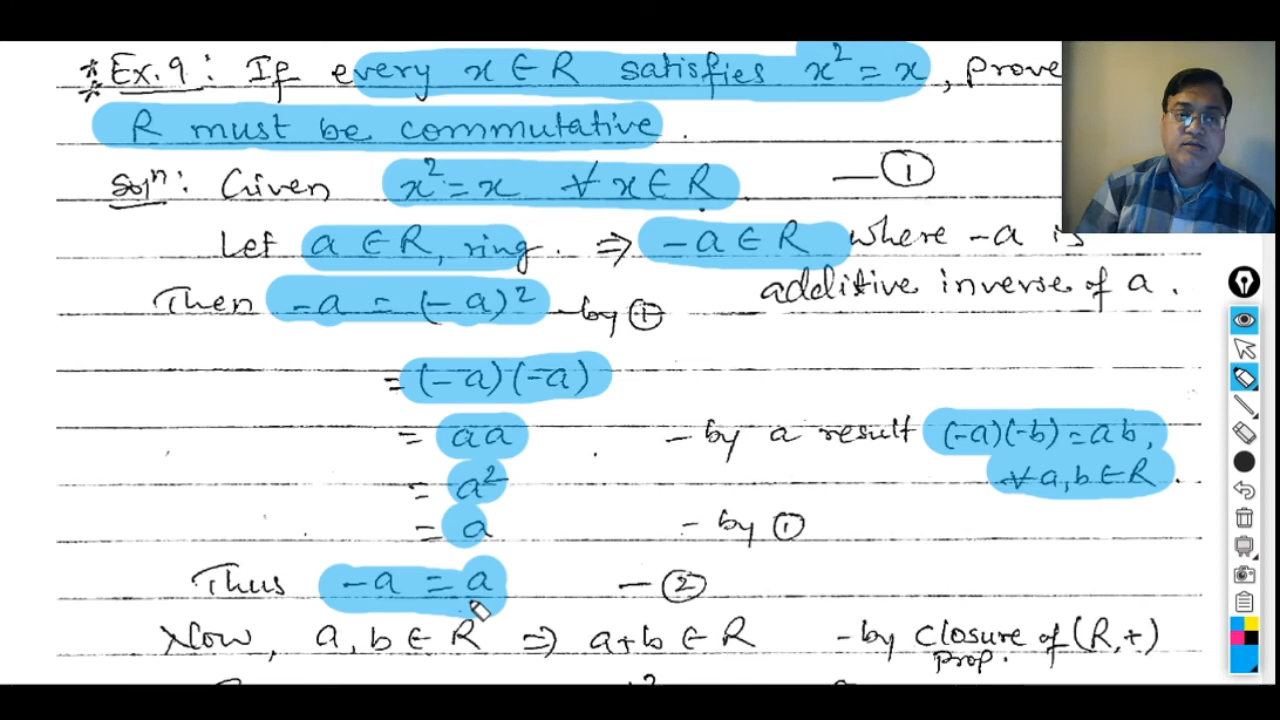 * Ex. 9 : If every x ∈ R satisfies x² = x , prove
R must be commutative .
Solⁿ : Given x² = x ∀ x ∈ R . — ①
Let a ∈ R, ring . ⇒ -a ∈ R where -a is
additive inverse of a .
Then -a = (-a)² - by ①
= (-a)(-a)
= aa - by a result (-a)(-b) = ab,
∀ a, b ∈ R .
= a²
= a - by ①
Thus -a = a — ②
Now, a, b ∈ R ⇒ a+b ∈ R - by closure of (R, +)
prop.